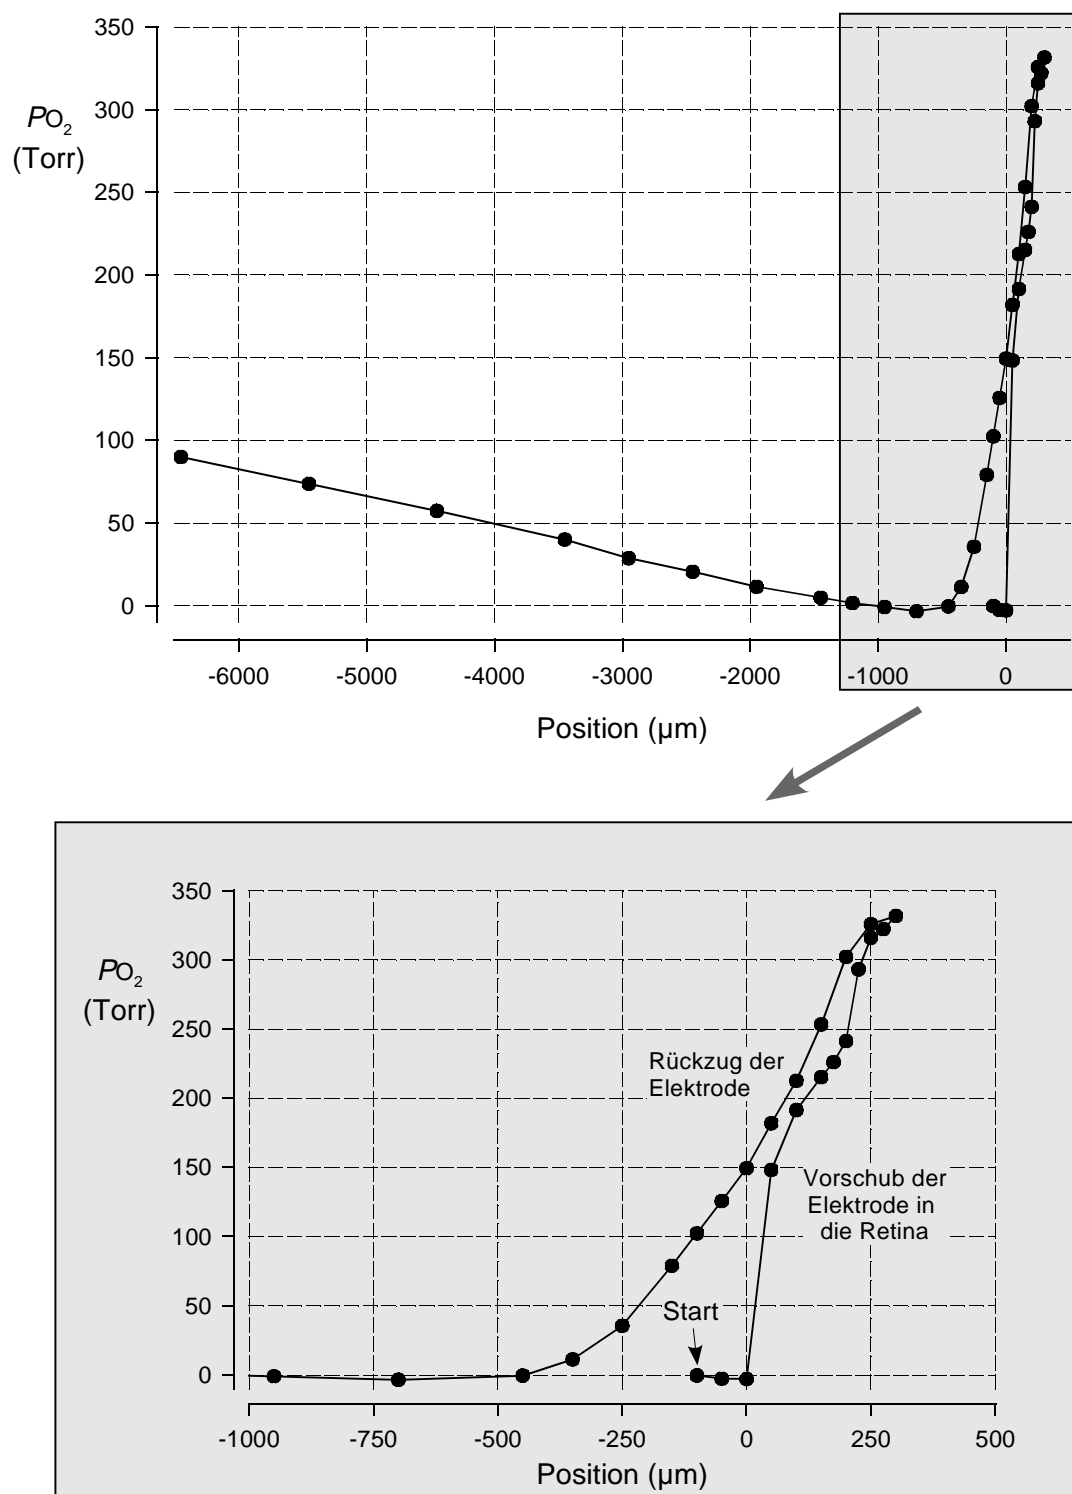 350
300
250
200
150
100
50
0
PO2
(Torr)
-6000 -5000 -4000 -3000 -2000 -1000 0
Position (µm)
350
300
250
200
150
100
50
0
PO2
(Torr)
Rückzug der
Elektrode
Vorschub der
Elektrode in
die Retina
Start
-1000 -750 -500 -250 0 250 500
Position (µm)